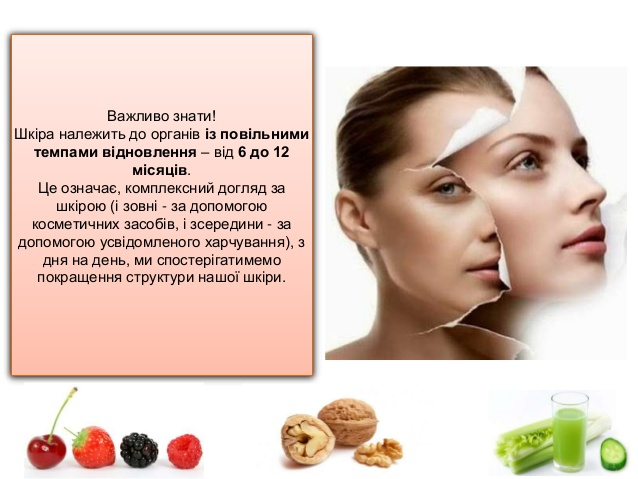 Важливо знати!
Шкіра належить до органів із повільними
темпами відновлення – від 6 до 12
місяців.
Це означає, комплексний догляд за
шкірою (і зовні - за допомогою
косметичних засобів, і зсередини - за
допомогою усвідомленого харчування), з
дня на день, ми спостерігатимемо
покращення структури нашої шкіри.